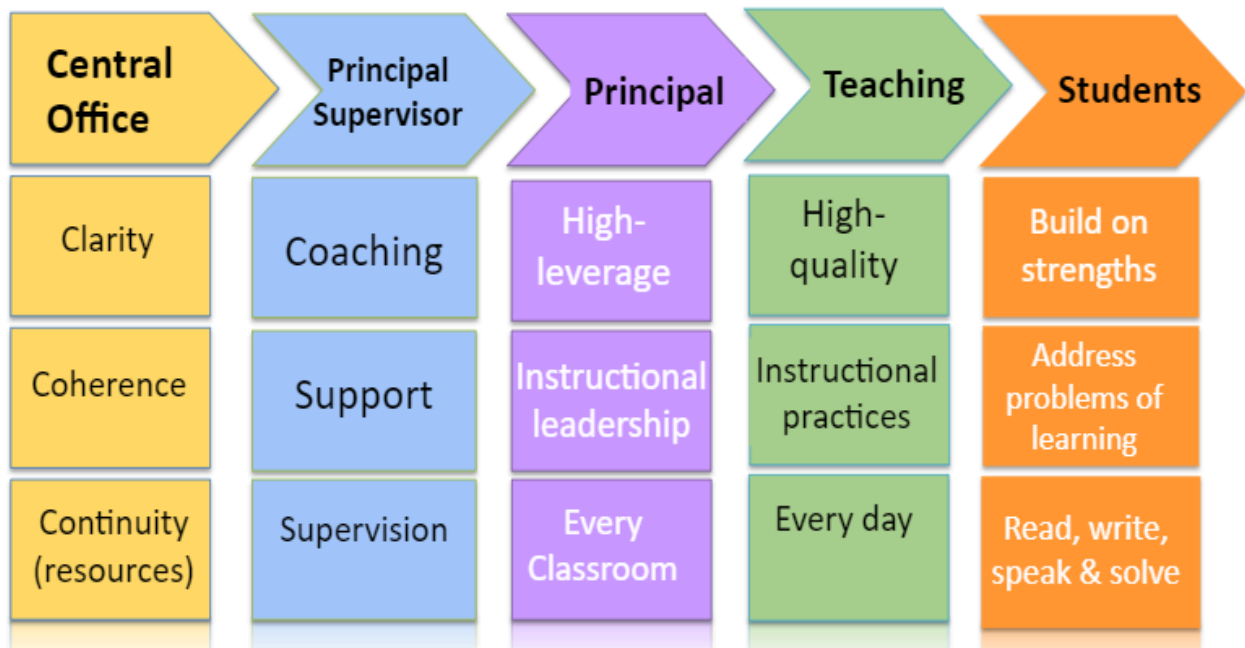 Central
Office
Principal
Supervisor
Principal
Teaching
Students
Clarity
Coaching
High-
leverage
High-
quality
Build on
strengths
Coherence
Support
Instructional
leadership
Instructional
practices
Address
problems of
learning
Continuity
(resources)
Supervision
Every
Classroom
Every day
Read, write,
speak & solve